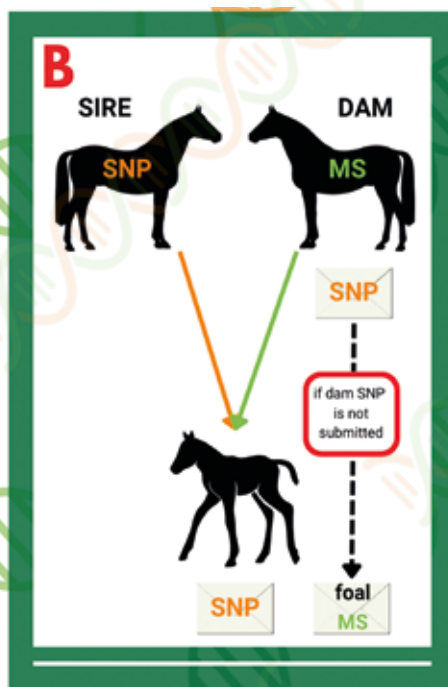 B
SIRE
DAM
SNP
MS
SNP
if dam SNP
is not
submitted
SNP
foal
MS